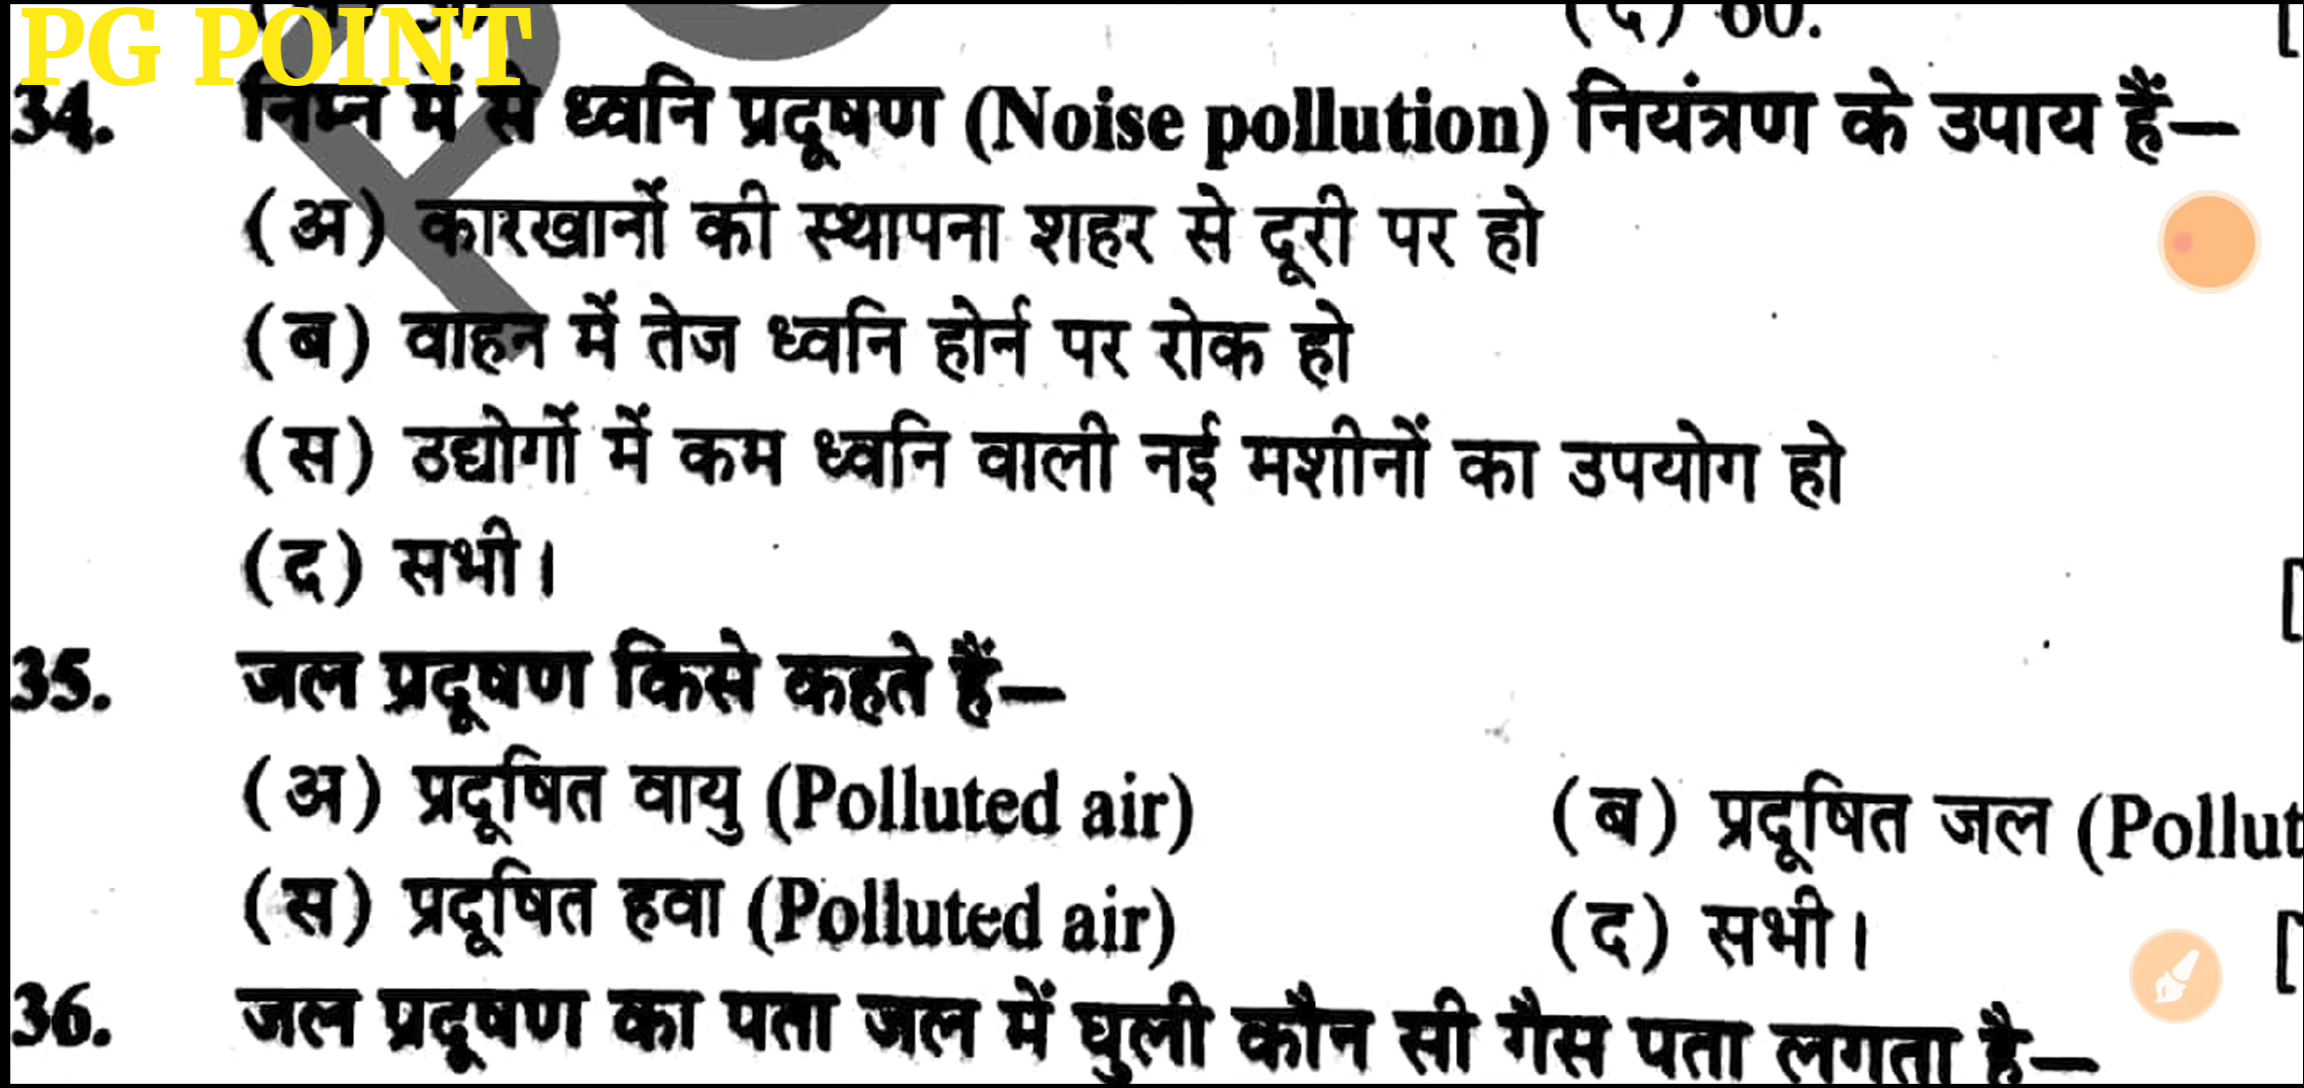 PG POINT
(द) 60.
34. निम्न में से ध्वनि प्रदूषण (Noise pollution) नियंत्रण के उपाय हैं—
(अ) कारखानों की स्थापना शहर से दूरी पर हो
(ब) वाहन में तेज ध्वनि होर्न पर रोक हो
(स) उद्योगों में कम ध्वनि वाली नई मशीनों का उपयोग हो
(द) सभी। [
35. जल प्रदूषण किसे कहते हैं—
(अ) प्रदूषित वायु (Polluted air) (ब) प्रदूषित जल (Pollut
(स) प्रदूषित हवा (Polluted air) (द) सभी। [
36. जल प्रदूषण का पता जल में घुली कौन सी गैस पता लगता है—